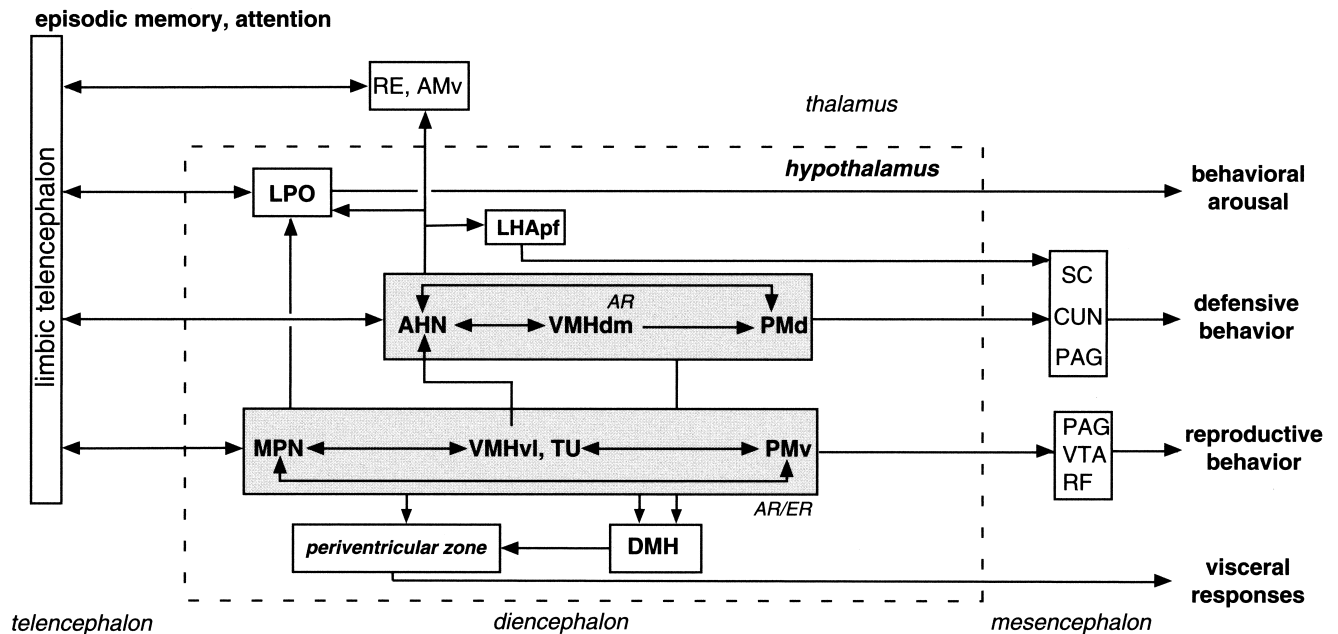 episodic memory, attention
limbic telencephalon
RE, AMv
thalamus
hypothalamus
LPO
behavioral
arousal
LHApf
SC
CUN
PAG
defensive
behavior
AR
AHN
VMHdm
PMd
MPN
VMHvl, TU
PMv
AR/ER
PAG
VTA
RF
reproductive
behavior
periventricular zone
DMH
visceral
responses
telencephalon
diencephalon
mesencephalon